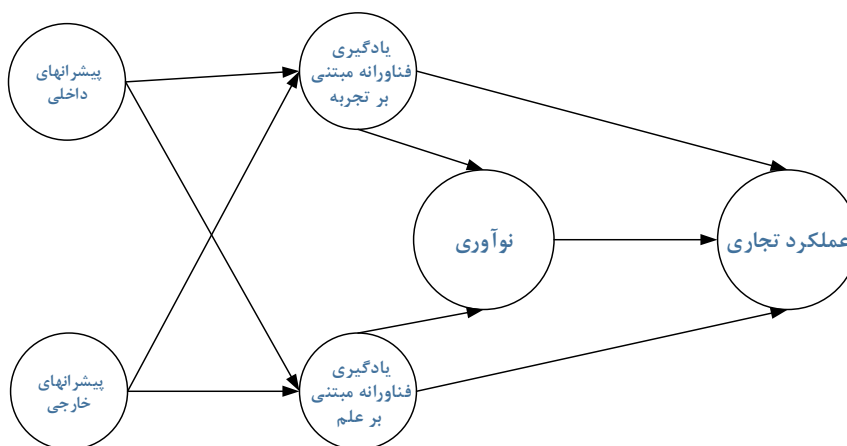 پیشرانهای
داخلی
یادگیری
فناورانه مبتنی
بر تجربه
نوآوری
عملکرد تجاری
پیشرانهای
خارجی
یادگیری
فناورانه مبتنی
بر علم